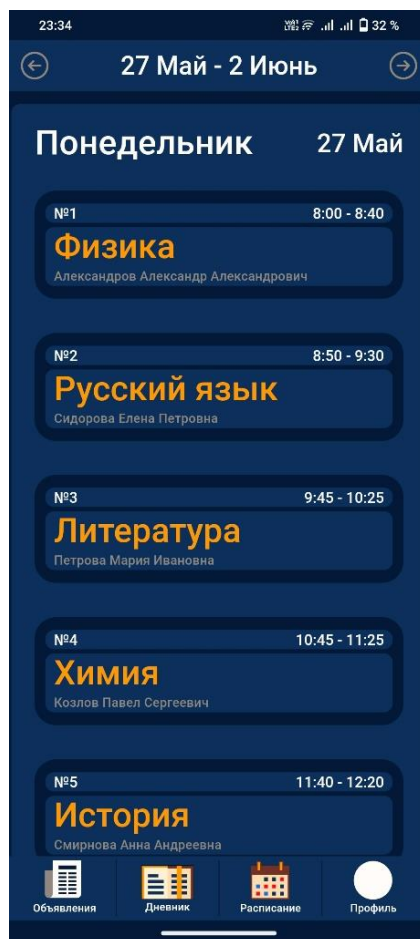 23:34 32 %
27 Май - 2 Июнь
Понедельник 27 Май
№1 8:00 - 8:40
Физика
Александров Александр Александрович
№2 8:50 - 9:30
Русский язык
Сидорова Елена Петровна
№3 9:45 - 10:25
Литература
Петрова Мария Ивановна
№4 10:45 - 11:25
Химия
Козлов Павел Сергеевич
№5 11:40 - 12:20
История
Смирнова Анна Андреевна
Объявления Дневник Расписание Профиль